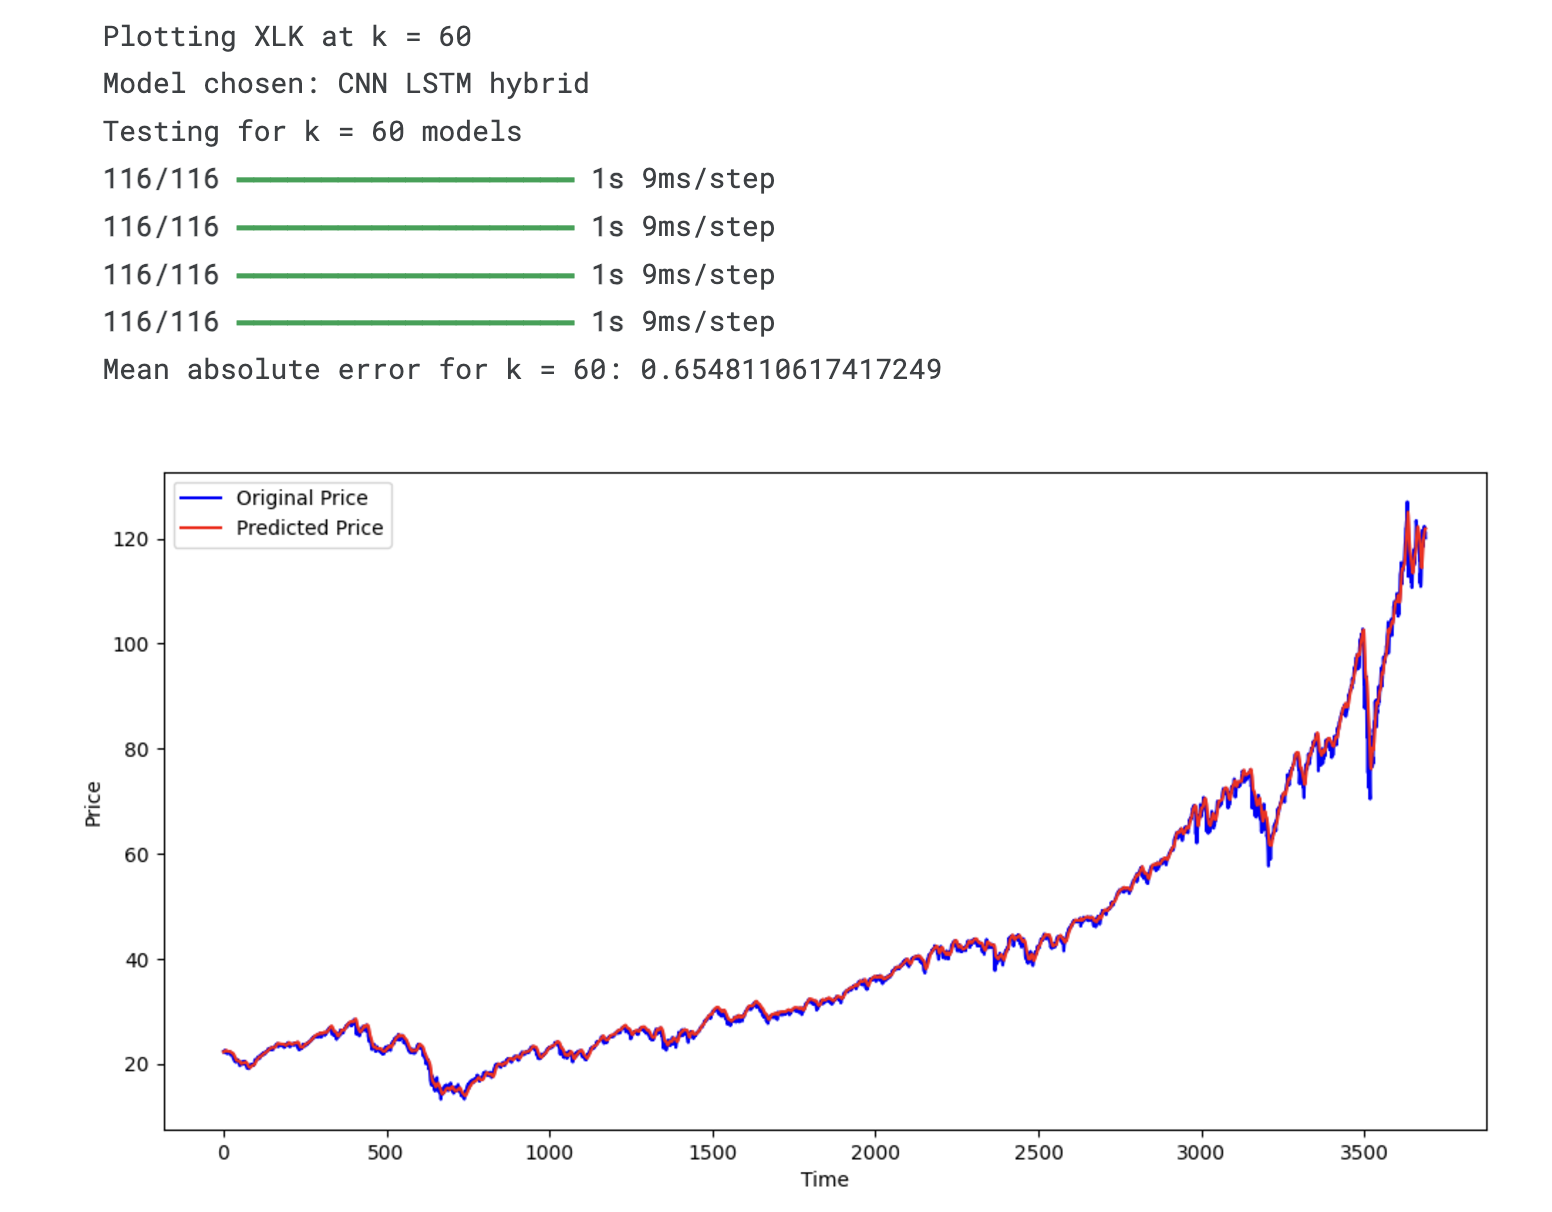 Plotting XLK at k = 60
Model chosen: CNN LSTM hybrid
Testing for k = 60 models
116/116 ━━━━━━━━━━━━━━━━━━━━ 1s 9ms/step
116/116 ━━━━━━━━━━━━━━━━━━━━ 1s 9ms/step
116/116 ━━━━━━━━━━━━━━━━━━━━ 1s 9ms/step
116/116 ━━━━━━━━━━━━━━━━━━━━ 1s 9ms/step
Mean absolute error for k = 60: 0.6548110617417249
Original Price
Predicted Price
120
100
80
60
40
20
Price
0 500 1000 1500 2000 2500 3000 3500
Time